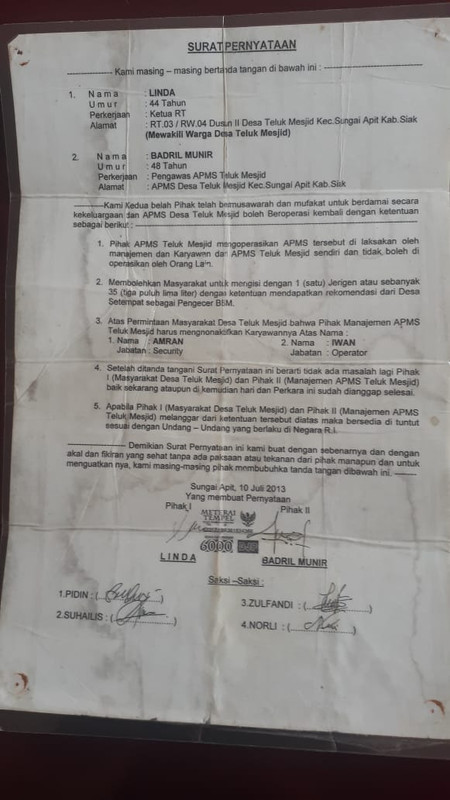 SURAT PERNYATAAN
Kami masing – masing bertanda tangan di bawah ini :
1. N a m a : LINDA
U m u r : 44 Tahun
Perkerjaan : Ketua RT
Alamat : RT.03 / RW.04 Dusun II Desa Teluk Mesjid Kec.Sungai Apit Kab.Siak
(Mewakili Warga Desa Teluk Mesjid)
2. N a m a : BADRIL MUNIR
U m u r : 48 Tahun
Perkerjaan : Pengawas APMS Teluk Mesjid
Alamat : APMS Desa Teluk Mesjid Kec.Sungai Apit Kab.Siak
Kami Kedua belah Pihak telah bermusawarah dan mufakat untuk berdamai secara
kekeluargaan dan APMS Desa Teluk Mesjid boleh Beroperasi kembali dengan ketentuan
sebagai berikut :
1. Pihak APMS Teluk Mesjid mengoperasikan APMS tersebut di laksakan oleh
manajemen dan Karyawan dari APMS Teluk Mesjid sendiri dan tidak boleh di
operasikan oleh Orang Lain.
2. Membolehkan Masyarakat untuk mengisi dengan 1 (satu) Jerigen atau sebanyak
35 (tiga puluh lima liter) dengan ketentuan mendapatkan rekomendasi dari Desa
Setempat sebagai Pengecer BBM.
3. Atas Permintaan Masyarakat Desa Teluk Mesjid bahwa Pihak Manajemen APMS
Teluk Mesjid harus mengnonaktifkan Karyawannya Atas Nama :
1. Nama : AMRAN 2. Nama : IWAN
Jabatan : Security Jabatan : Operator
4. Setelah ditanda tangani Surat Pernyataan ini berarti tidak ada masalah lagi Pihak
I (Masyarakat Desa Teluk Mesjid) dan Pihak II (Manajemen APMS Teluk Mesjid)
baik sekarang ataupun di kemudian hari dan Perkara ini sudah dianggap selesai.
5. Apabila Pihak I (Masyarakat Desa Teluk Mesjid) dan Pihak II (Manajemen APMS
Teluk Mesjid) melanggar dari ketentuan tersebut diatas maka bersedia di tuntut
sesuai dengan Undang – Undang yang berlaku di Negara R.I.
Demikian Surat Pernyataan ini kami buat dengan sebenarnya dan dengan
akal dan fikiran yang sehat tanpa ada paksaan atau tekanan dari pihak manapun dan untuk
menguatkan nya, kami masing-masing pihak membubuhka tanda tangan dibawah ini.
Sungai Apit, 10 Juli 2013
Yang membuat Pernyataan
Pihak I Pihak II
METERAI
TEMPEL
6000
LINDA BADRIL MUNIR
Saksi –Saksi :
1.PIDIN : ( )
2.SUHAILIS : ( )
3.ZULFANDI : ( )
4.NORLI : ( )